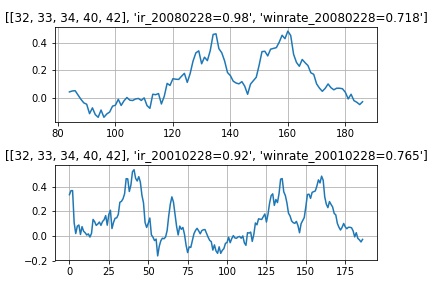 [[32, 33, 34, 40, 42], 'ir_20080228=0.98', 'winrate_20080228=0.718']
0.4
0.2
0.0
80 100 120 140 160 180
[[32, 33, 34, 40, 42], 'ir_20010228=0.92', 'winrate_20010228=0.765']
0.4
0.2
0.0
−0.2
0 25 50 75 100 125 150 175